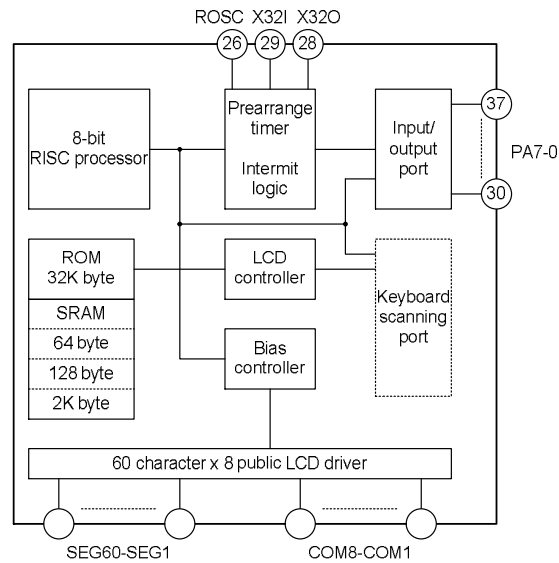 ROSC X32I X32O
26 29 28
8-bit
RISC processor
Prearrange
timer
Intermit
logic
Input/
output
port
37
PA7-0
30
ROM
32K byte
SRAM
64 byte
128 byte
2K byte
LCD
controller
Bias
controller
Keyboard
scanning
port
60 character x 8 public LCD driver
SEG60-SEG1
COM8-COM1